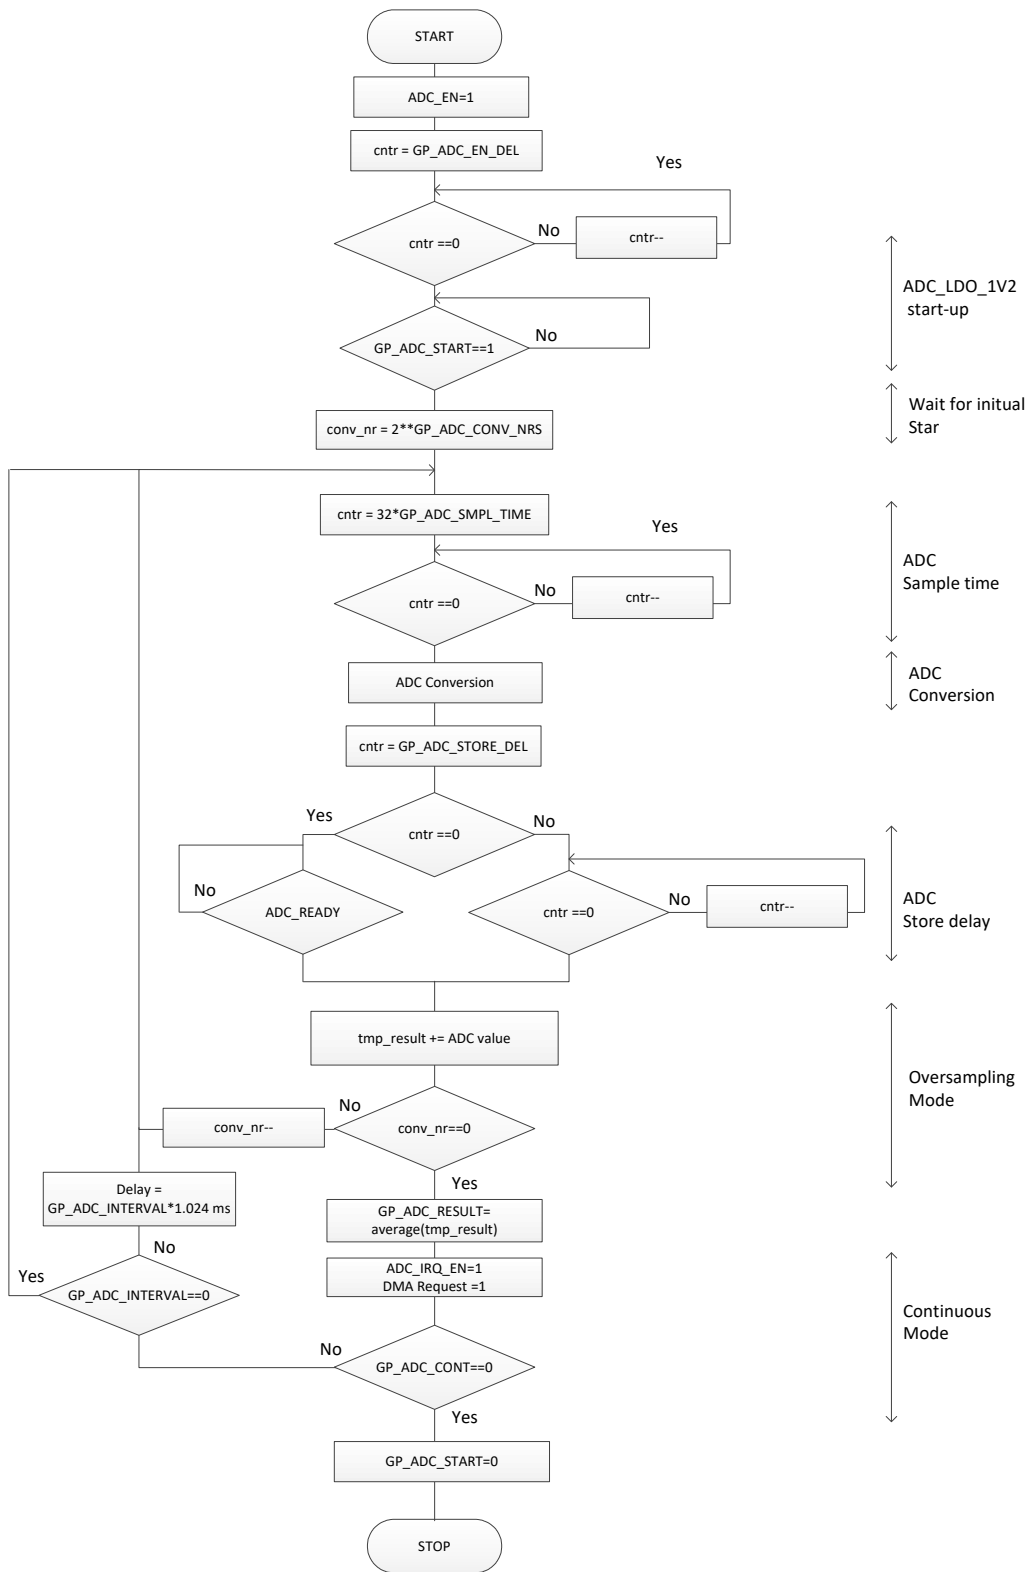 START
ADC_EN=1
cntr = GP_ADC_EN_DEL
Yes
cntr ==0
No
cntr--
ADC_LDO_1V2
start-up
GP_ADC_START==1
No
Wait for initual
Star
conv_nr = 2**GP_ADC_CONV_NRS
cntr = 32*GP_ADC_SMPL_TIME
Yes
cntr ==0
No
cntr--
ADC
Sample time
ADC Conversion
ADC
Conversion
cntr = GP_ADC_STORE_DEL
Yes
cntr ==0
No
No
ADC_READY
cntr ==0
No
cntr--
ADC
Store delay
tmp_result += ADC value
Oversampling
Mode
conv_nr--
No
conv_nr==0
Yes
Delay =
GP_ADC_INTERVAL*1.024 ms
GP_ADC_RESULT=
average(tmp_result)
No
Yes
GP_ADC_INTERVAL==0
ADC_IRQ_EN=1
DMA Request =1
Continuous
Mode
No
GP_ADC_CONT==0
Yes
GP_ADC_START=0
STOP